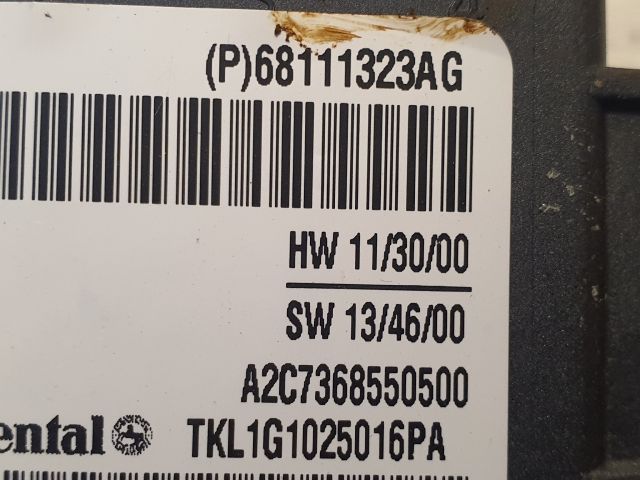 (P)68111323AG
HW 11/30/00
SW 13/46/00
A2C7368550500
ental TKL1G1025016PA